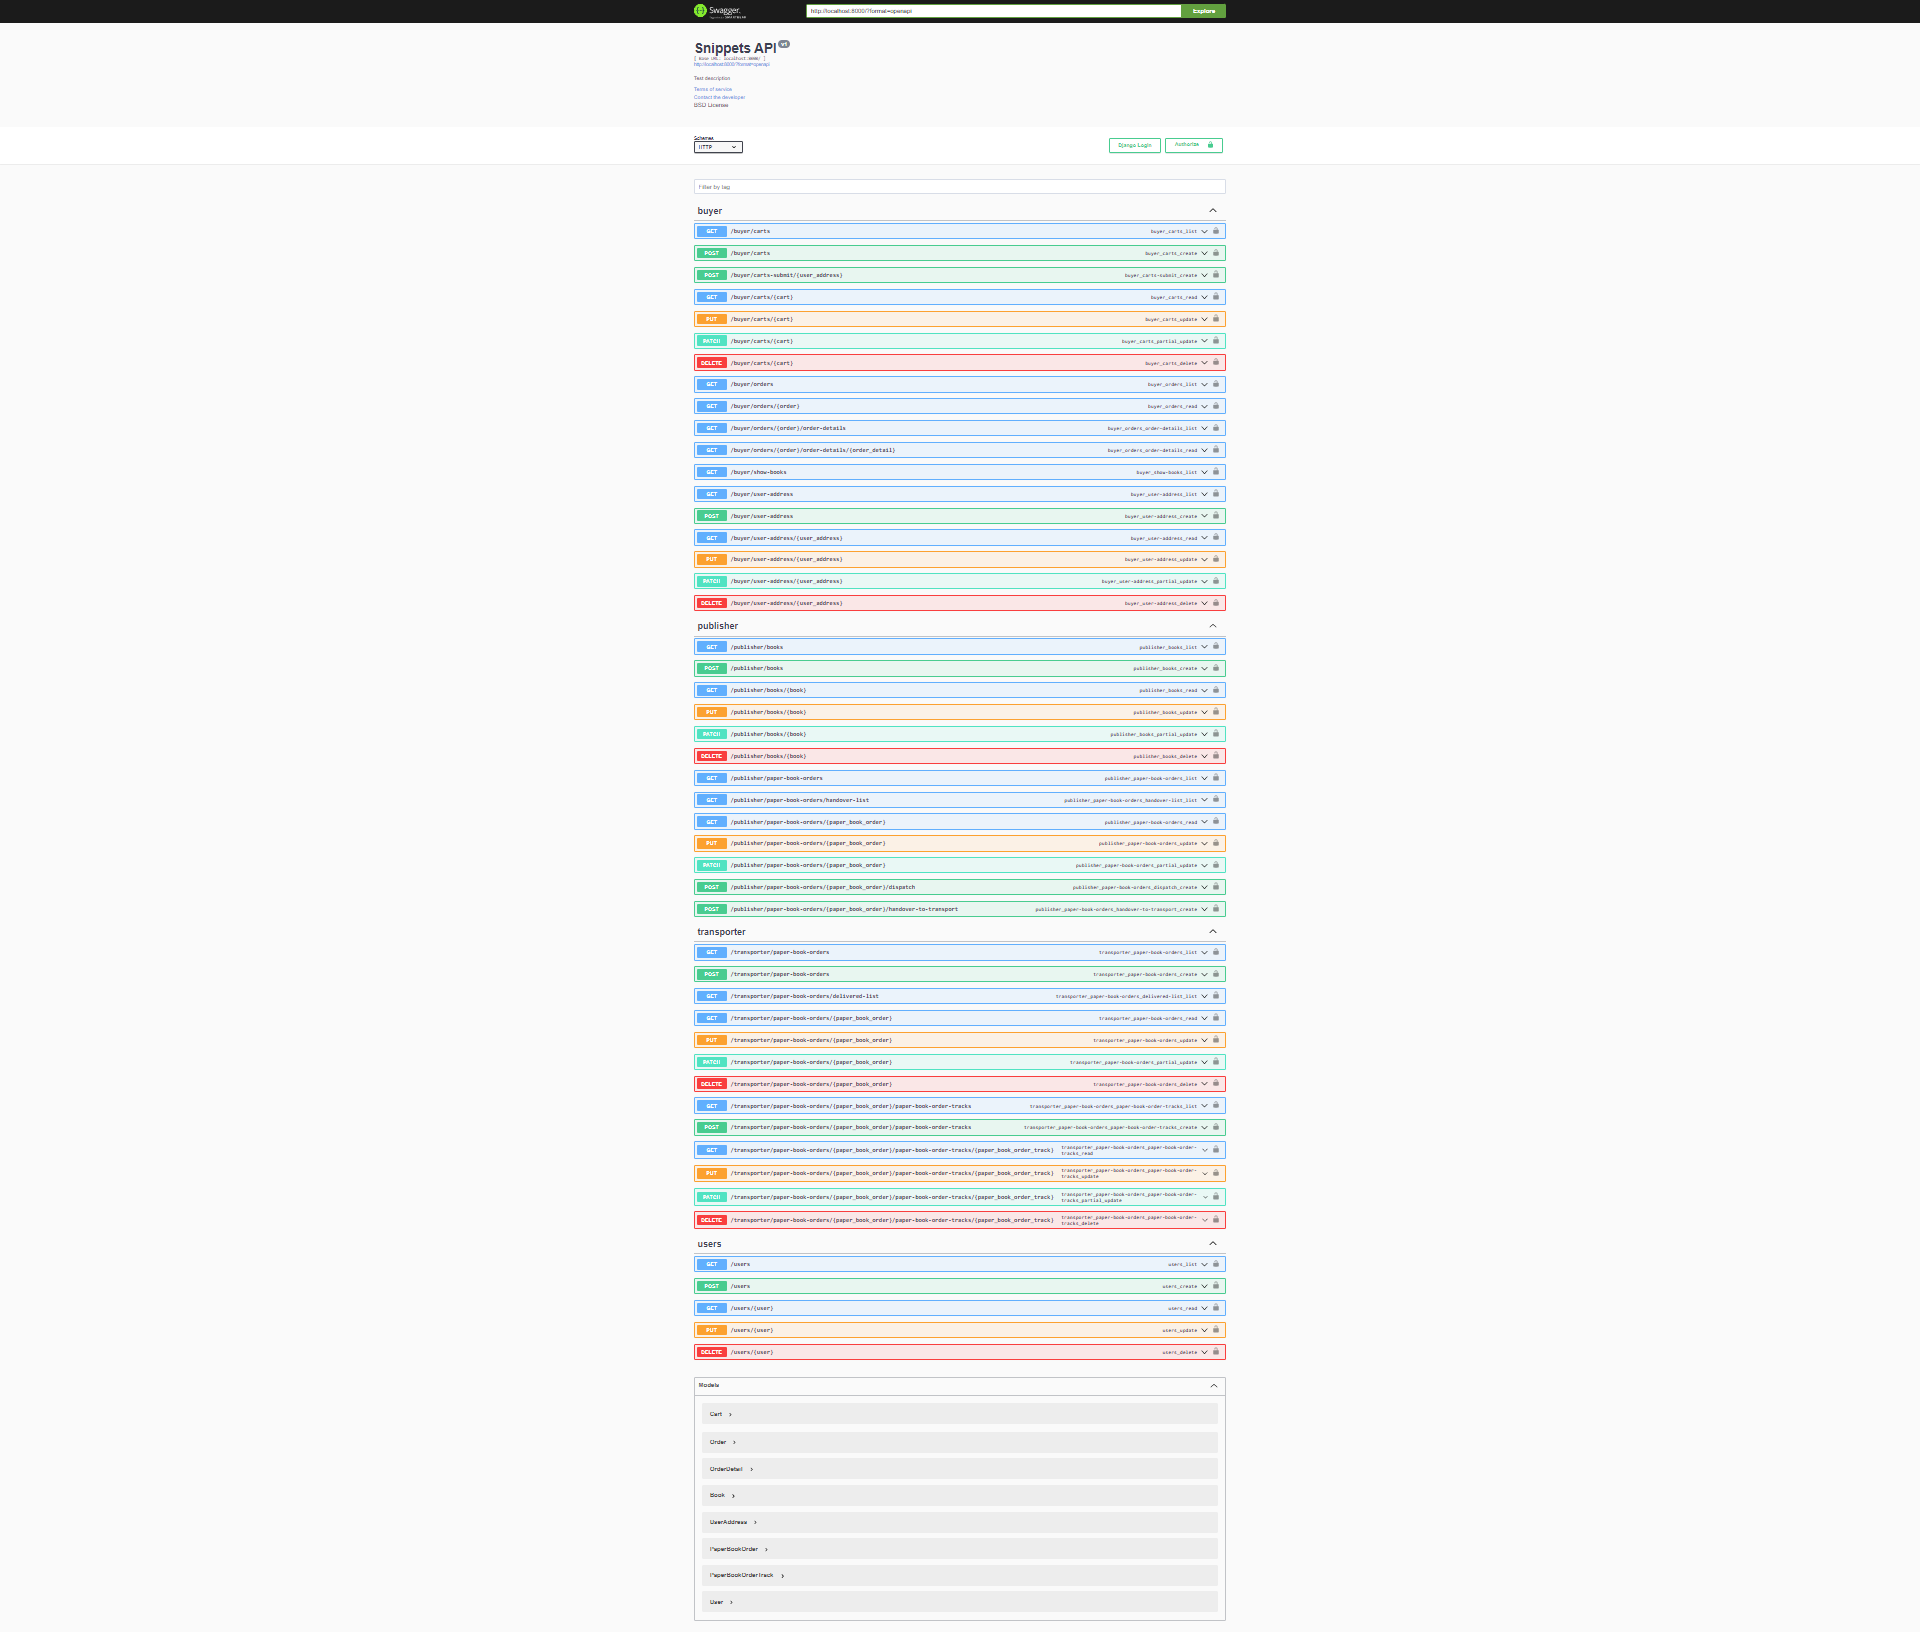 Swagger.
http://localhost:8000/?format=openapi
Explore
Snippets API v1
[ Base URL: localhost:8000/ ]
http://localhost:8000/?format=openapi
Test description
Terms of service
Contact the developer
BSD License
Schemes
HTTP
Django Login
Authorize
Filter by tag
buyer
GET /buyer/carts buyer_carts_list
POST /buyer/carts buyer_carts_create
POST /buyer/carts-submit/{user_address} buyer_carts-submit_create
GET /buyer/carts/{cart} buyer_carts_read
PUT /buyer/carts/{cart} buyer_carts_update
PATCH /buyer/carts/{cart} buyer_carts_partial_update
DELETE /buyer/carts/{cart} buyer_carts_delete
GET /buyer/orders buyer_orders_list
GET /buyer/orders/{order} buyer_orders_read
GET /buyer/orders/{order}/order-details buyer_orders_order-details_list
GET /buyer/orders/{order}/order-details/{order_detail} buyer_orders_order-details_read
GET /buyer/show-books buyer_show-books_list
GET /buyer/user-address buyer_user-address_list
POST /buyer/user-address buyer_user-address_create
GET /buyer/user-address/{user_address} buyer_user-address_read
PUT /buyer/user-address/{user_address} buyer_user-address_update
PATCH /buyer/user-address/{user_address} buyer_user-address_partial_update
DELETE /buyer/user-address/{user_address} buyer_user-address_delete
publisher
GET /publisher/books publisher_books_list
POST /publisher/books publisher_books_create
GET /publisher/books/{book} publisher_books_read
PUT /publisher/books/{book} publisher_books_update
PATCH /publisher/books/{book} publisher_books_partial_update
DELETE /publisher/books/{book} publisher_books_delete
GET /publisher/paper-book-orders publisher_paper-book-orders_list
GET /publisher/paper-book-orders/handover-list publisher_paper-book-orders_handover-list_list
GET /publisher/paper-book-orders/{paper_book_order} publisher_paper-book-orders_read
PUT /publisher/paper-book-orders/{paper_book_order} publisher_paper-book-orders_update
PATCH /publisher/paper-book-orders/{paper_book_order} publisher_paper-book-orders_partial_update
POST /publisher/paper-book-orders/{paper_book_order}/dispatch publisher_paper-book-orders_dispatch_create
POST /publisher/paper-book-orders/{paper_book_order}/handover-to-transport publisher_paper-book-orders_handover-to-transport_create
transporter
GET /transporter/paper-book-orders transporter_paper-book-orders_list
POST /transporter/paper-book-orders transporter_paper-book-orders_create
GET /transporter/paper-book-orders/delivered-list transporter_paper-book-orders_delivered-list_list
GET /transporter/paper-book-orders/{paper_book_order} transporter_paper-book-orders_read
PUT /transporter/paper-book-orders/{paper_book_order} transporter_paper-book-orders_update
PATCH /transporter/paper-book-orders/{paper_book_order} transporter_paper-book-orders_partial_update
DELETE /transporter/paper-book-orders/{paper_book_order} transporter_paper-book-orders_delete
GET /transporter/paper-book-orders/{paper_book_order}/paper-book-order-tracks transporter_paper-book-orders_paper-book-order-tracks_list
POST /transporter/paper-book-orders/{paper_book_order}/paper-book-order-tracks transporter_paper-book-orders_paper-book-order-tracks_create
GET /transporter/paper-book-orders/{paper_book_order}/paper-book-order-tracks/{paper_book_order_track} transporter_paper-book-orders_paper-book-order-
tracks_read
PUT /transporter/paper-book-orders/{paper_book_order}/paper-book-order-tracks/{paper_book_order_track} transporter_paper-book-orders_paper-book-order-
tracks_update
PATCH /transporter/paper-book-orders/{paper_book_order}/paper-book-order-tracks/{paper_book_order_track} transporter_paper-book-orders_paper-book-order-
tracks_partial_update
DELETE /transporter/paper-book-orders/{paper_book_order}/paper-book-order-tracks/{paper_book_order_track} transporter_paper-book-orders_paper-book-order-
tracks_delete
users
GET /users users_list
POST /users users_create
GET /users/{user} users_read
PUT /users/{user} users_update
DELETE /users/{user} users_delete
Models
Cart
Order
OrderDetail
Book
UserAddress
PaperBookOrder
PaperBookOrderTrack
User